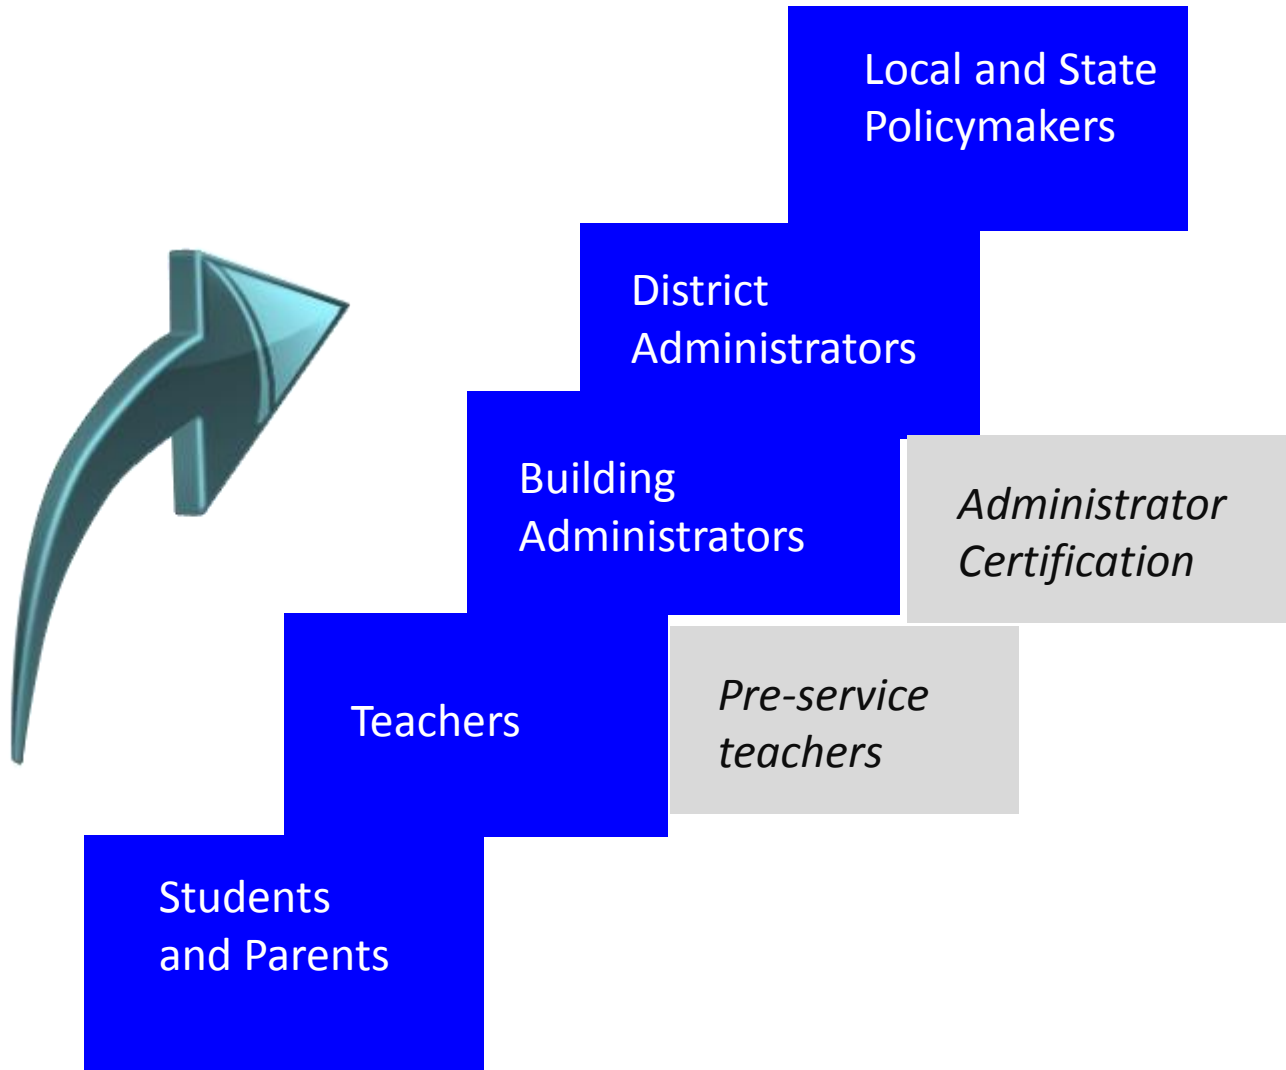 Local and State
Policymakers
District
Administrators
Building
Administrators
Administrator
Certification
Teachers
Pre-service
teachers
Students
and Parents